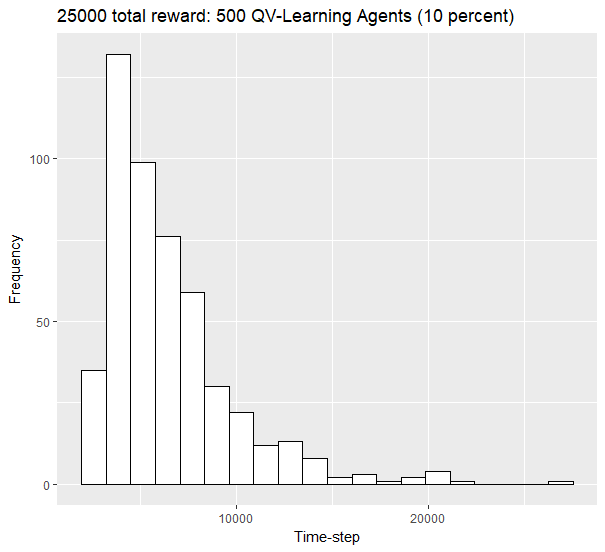 25000 total reward: 500 QV-Learning Agents (10 percent)
Frequency
100
50
0
10000 20000
Time-step